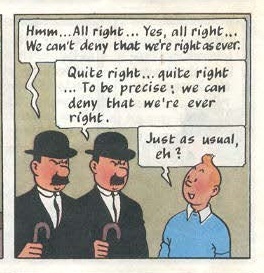 Hmm... All right... Yes, all right...
We can't deny that we're right as ever.
Quite right... quite right
... To be precise: we can
deny that we're ever
right.
Just as usual,
eh?